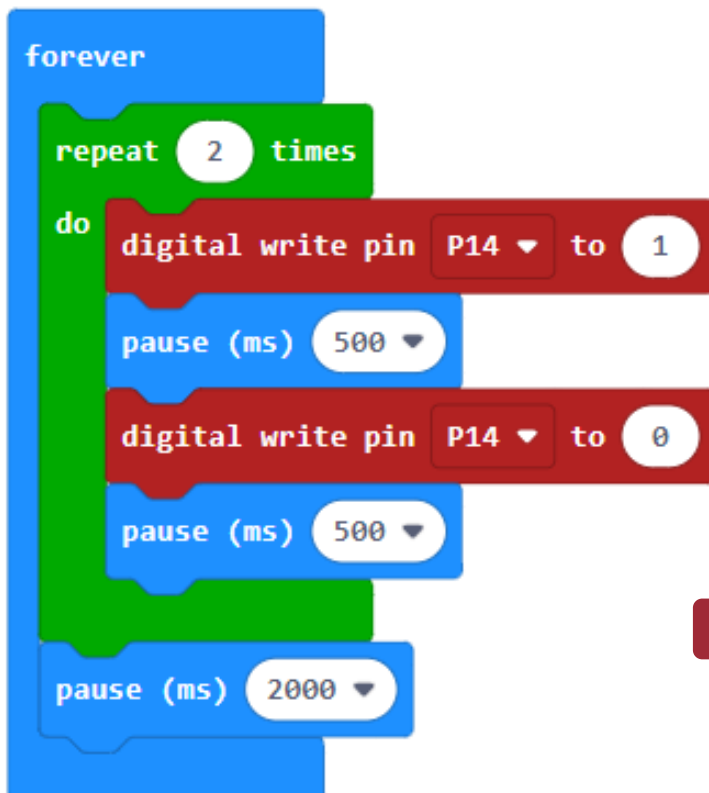 forever
repeat 2 times
do
digital write pin P14 to 1
pause (ms) 500
digital write pin P14 to 0
pause (ms) 500
pause (ms) 2000